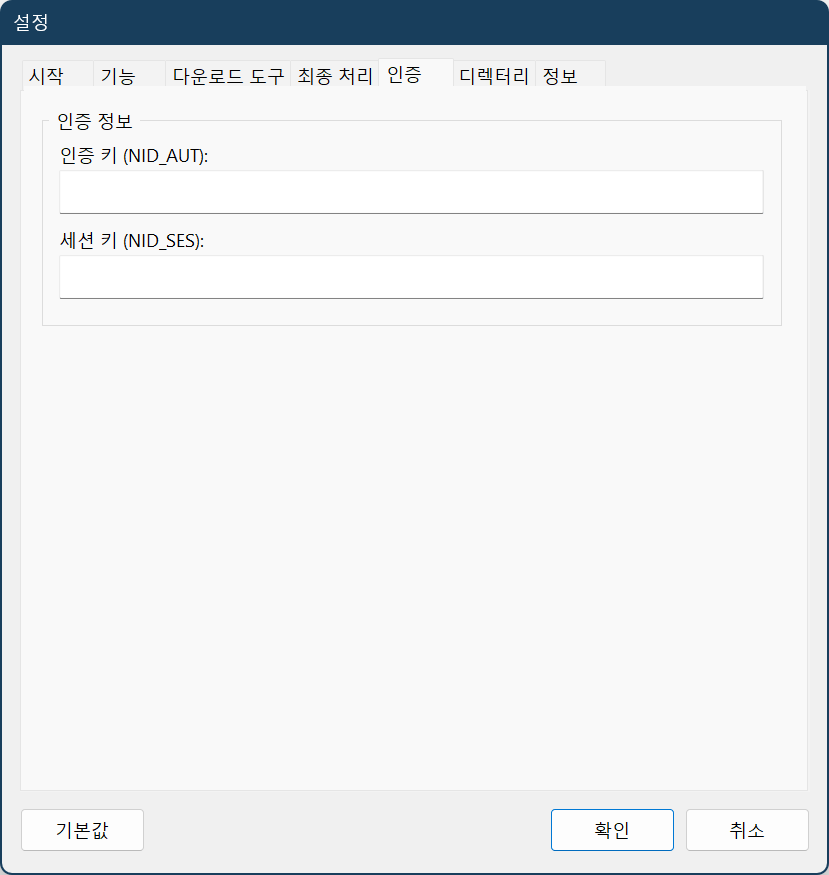 설정
시작 기능 다운로드 도구 최종 처리 인증 디렉터리 정보
인증 정보
인증 키 (NID_AUT):
세션 키 (NID_SES):
기본값 확인 취소